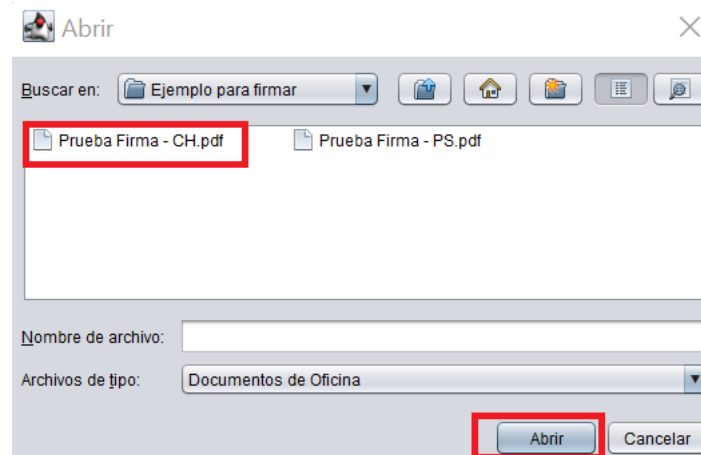 Abrir
Buscar en: Ejemplo para firmar
Prueba Firma - CH.pdf Prueba Firma - PS.pdf
Nombre de archivo:
Archivos de tipo: Documentos de Oficina
Abrir Cancelar